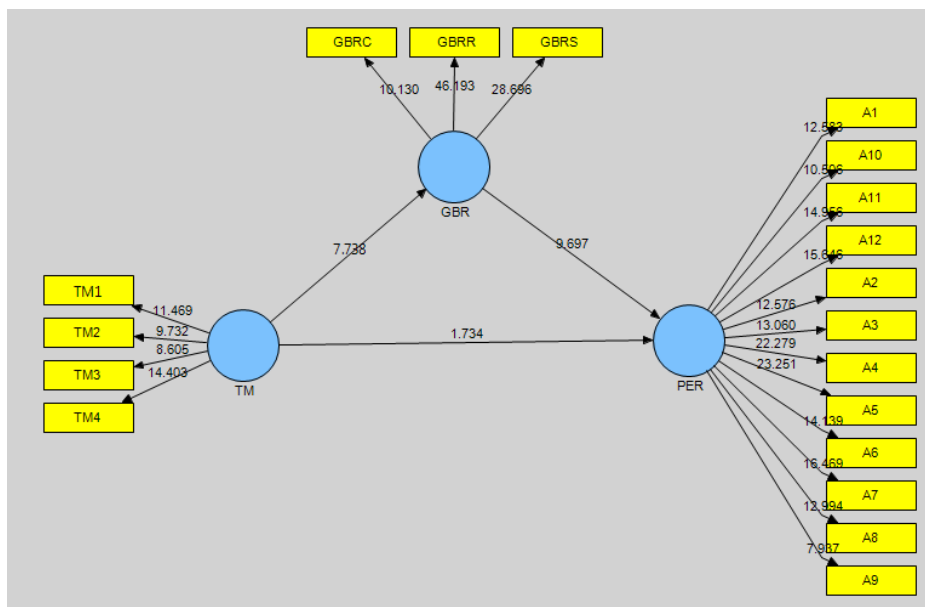 GBRC GBRR GBRS
10.130 46.193 28.696
GBR
7.738 9.697
TM1
TM2
TM3
TM4
11.469
9.732
8.605
14.403
TM
1.734
PER
12.583
10.506
14.956
15.646
12.576
13.060
22.279
23.251
14.139
16.469
12.994
7.937
A1
A10
A11
A12
A2
A3
A4
A5
A6
A7
A8
A9